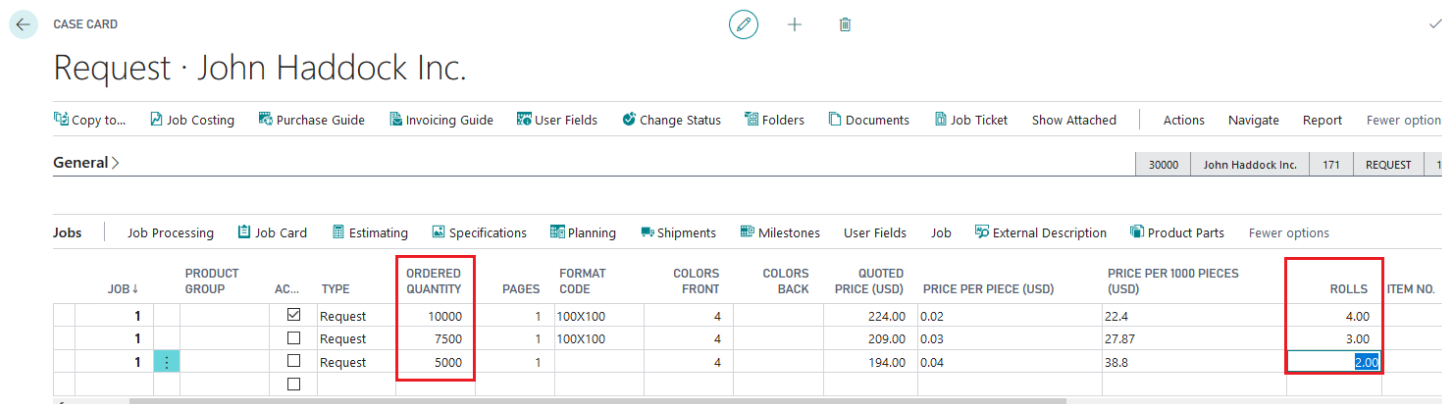 CASE CARD
Request · John Haddock Inc.
Copy to... Job Costing Purchase Guide Invoicing Guide User Fields Change Status Folders Documents Job Ticket Show Attached Actions Navigate Report Fewer option
General > 30000 John Haddock Inc. 171 REQUEST 1
Jobs Job Processing Job Card Estimating Specifications Planning Shipments Milestones User Fields Job External Description Product Parts Fewer options
JOB ↓ PRODUCT GROUP AC... TYPE ORDERED QUANTITY PAGES FORMAT CODE COLORS FRONT COLORS BACK QUOTED PRICE (USD) PRICE PER PIECE (USD) PRICE PER 1000 PIECES (USD) ROLLS ITEM NO.
1 Request 10000 1 100X100 4 224.00 0.02 22.4 4.00
1 Request 7500 1 100X100 4 209.00 0.03 27.87 3.00
1 Request 5000 1 4 194.00 0.04 38.8 2.00